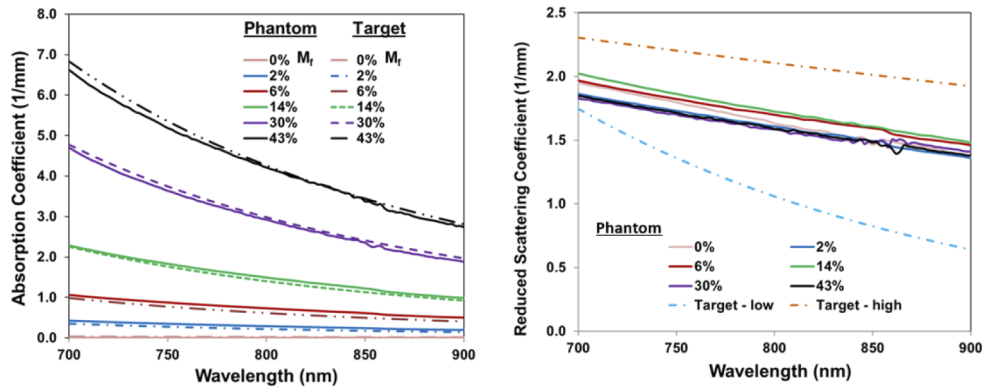 8.0
7.0
6.0
5.0
4.0
3.0
2.0
1.0
0.0
700 750 800 850 900
Absorption Coefficient (1/mm)
Wavelength (nm)
Phantom Target
0% Mf 0% Mf
2% 2%
6% 6%
14% 14%
30% 30%
43% 43%
2.5
2.0
1.5
1.0
0.5
0.0
700 750 800 850 900
Reduced Scattering Coefficient (1/mm)
Wavelength (nm)
Phantom
0% 2%
6% 14%
30% 43%
Target - low Target - high